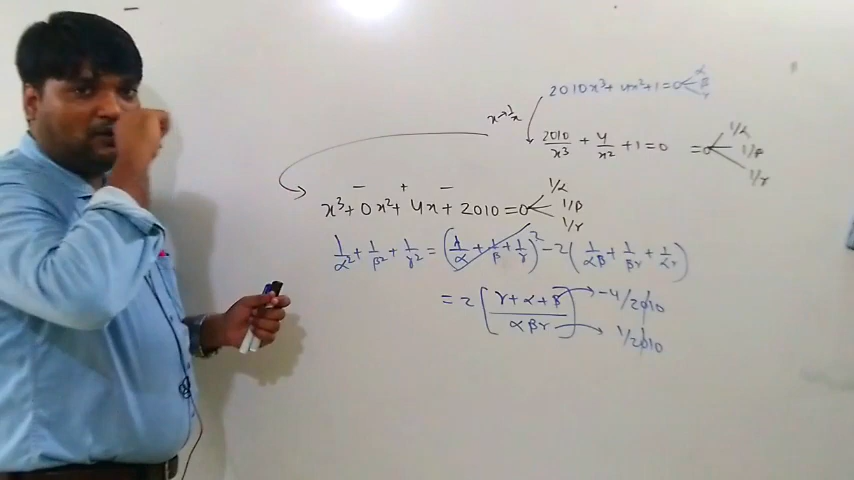 2010x³+4x²+1=0 α β γ
x→1/x
2010/x³ + 4/x² + 1 = 0 =0 1/α 1/β 1/γ
− + −
x³+0x²+4x+2010=0 1/α 1/β 1/γ
1/α² + 1/β² + 1/γ² = (1/α + 1/β + 1/γ)² − 2(1/αβ + 1/βγ + 1/αγ)
= 2[(γ+α+β)/αβγ] → −4/2010
→ 1/2010